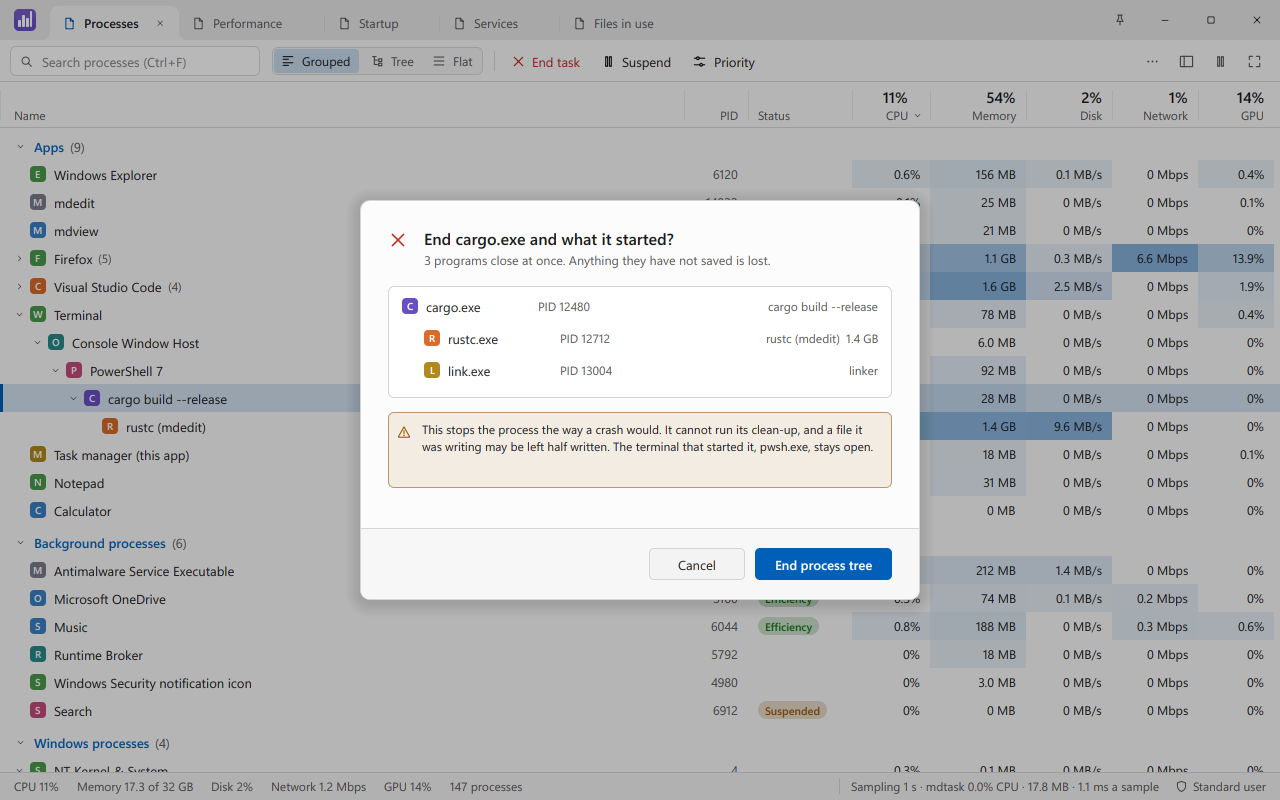 Processes
Performance
Startup
Services
Files in use
Search processes (Ctrl+F)
Grouped
Tree
Flat
End task
Suspend
Priority
Name
PID
Status
11%
CPU
54%
Memory
2%
Disk
1%
Network
14%
GPU
Apps (9)
E Windows Explorer 6120 0.6% 156 MB 0.1 MB/s 0 Mbps 0.4%
M mdedit 25 MB 0 MB/s 0 Mbps 0.1%
M mdview 21 MB 0 MB/s 0 Mbps 0%
F Firefox (5) 1.1 GB 0.3 MB/s 6.6 Mbps 13.9%
C Visual Studio Code (4) 1.6 GB 2.5 MB/s 0 Mbps 1.9%
W Terminal 78 MB 0 MB/s 0 Mbps 0.4%
O Console Window Host 6.0 MB 0 MB/s 0 Mbps 0%
P PowerShell 7 92 MB 0 MB/s 0 Mbps 0%
C cargo build --release 28 MB 0 MB/s 0 Mbps 0%
R rustc (mdedit) 1.4 GB 9.6 MB/s 0 Mbps 0%
M Task manager (this app) 18 MB 0 MB/s 0 Mbps 0.1%
N Notepad 31 MB 0 MB/s 0 Mbps 0%
C Calculator 0 MB 0 MB/s 0 Mbps 0%
Background processes (6)
M Antimalware Service Executable 212 MB 1.4 MB/s 0 Mbps 0%
O Microsoft OneDrive Efficiency 74 MB 0.1 MB/s 0.2 Mbps 0%
S Music 6044 Efficiency 0.8% 188 MB 0 MB/s 0.3 Mbps 0.6%
R Runtime Broker 5792 0% 18 MB 0 MB/s 0 Mbps 0%
S Windows Security notification icon 4980 0% 3.0 MB 0 MB/s 0 Mbps 0%
S Search 6912 Suspended 0% 0 MB 0 MB/s 0 Mbps 0%
Windows processes (4)
S NT Kernel & System 4 0.3% 0.1 MB 0 MB/s 0 Mbps 0%
End cargo.exe and what it started?
3 programs close at once. Anything they have not saved is lost.
C cargo.exe PID 12480 cargo build --release
R rustc.exe PID 12712 rustc (mdedit) 1.4 GB
L link.exe PID 13004 linker
This stops the process the way a crash would. It cannot run its clean-up, and a file it
was writing may be left half written. The terminal that started it, pwsh.exe, stays open.
Cancel
End process tree
CPU 11% Memory 17.3 of 32 GB Disk 2% Network 1.2 Mbps GPU 14% 147 processes
Sampling 1 s · mdtask 0.0% CPU · 17.8 MB · 1.1 ms a sample Standard user